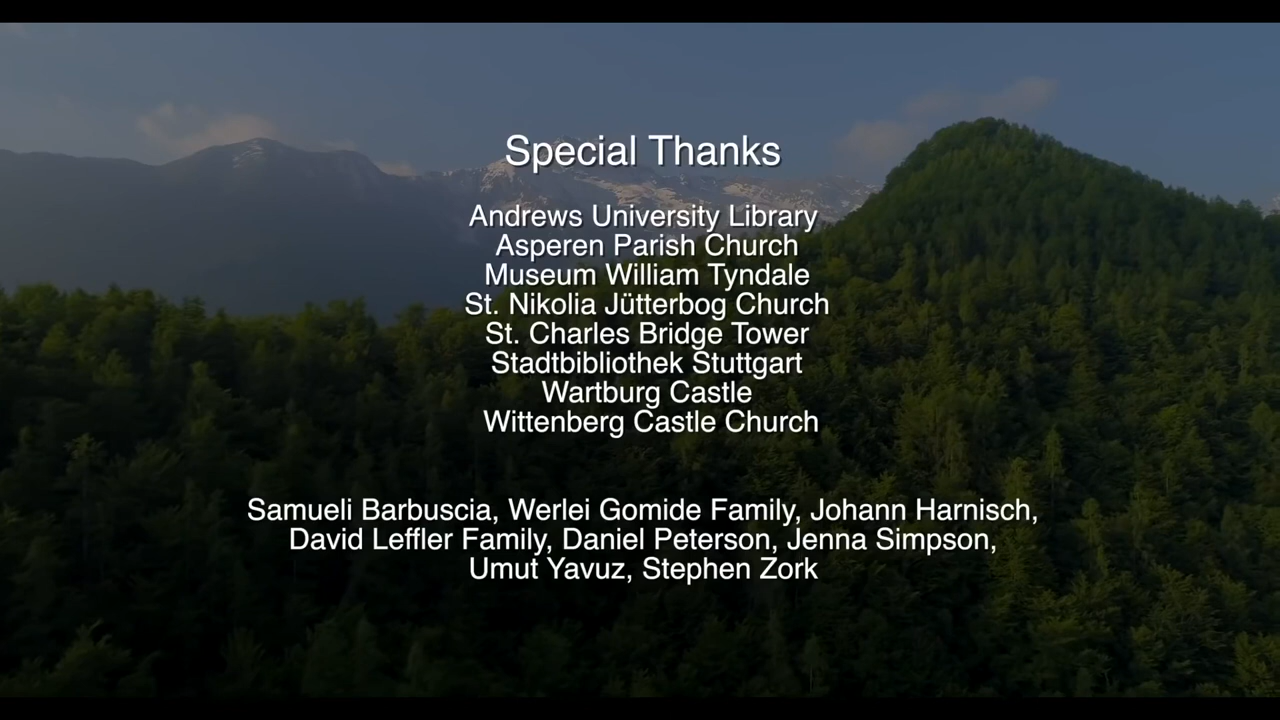 Special Thanks
Andrews University Library
Asperen Parish Church
Museum William Tyndale
St. Nikolia Jütterbog Church
St. Charles Bridge Tower
Stadtbibliothek Stuttgart
Wartburg Castle
Wittenberg Castle Church
Samueli Barbuscia, Werlei Gomide Family, Johann Harnisch,
David Leffler Family, Daniel Peterson, Jenna Simpson,
Umut Yavuz, Stephen Zork